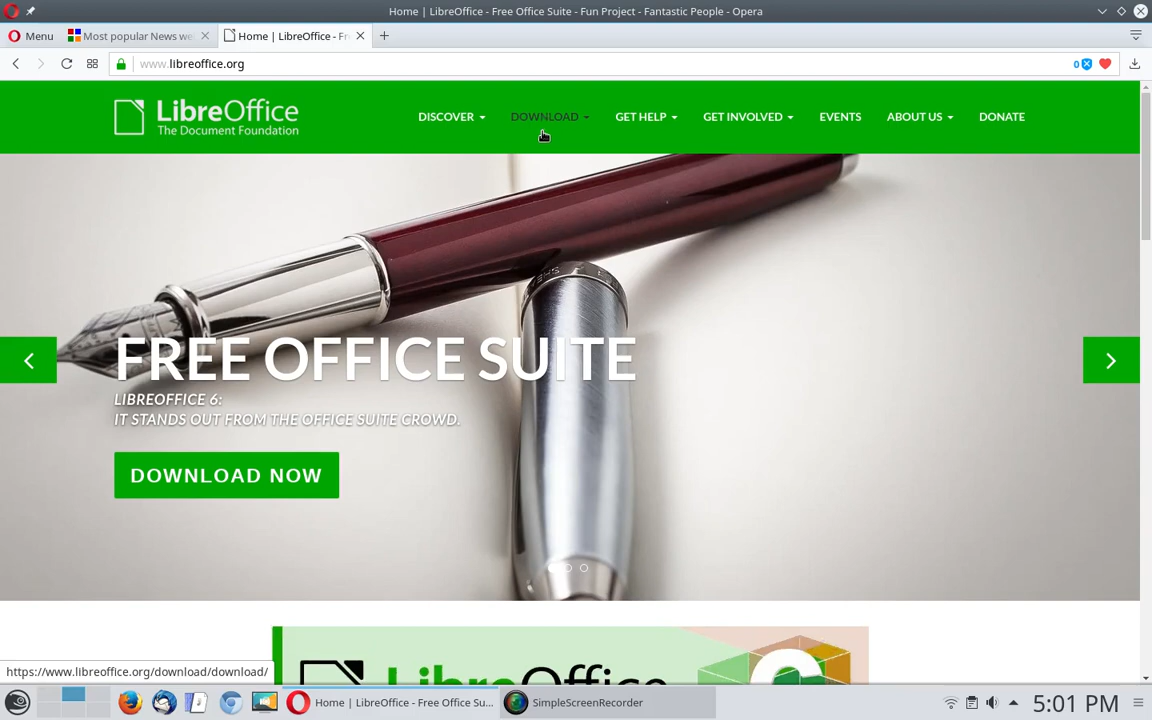 Home | LibreOffice - Free Office Suite - Fun Project - Fantastic People - Opera
Menu
Most popular News we
Home | LibreOffice - Fr
www.libreoffice.org
0
LibreOffice
The Document Foundation
DISCOVER
DOWNLOAD
GET HELP
GET INVOLVED
EVENTS
ABOUT US
DONATE
FREE OFFICE SUITE
LIBREOFFICE 6:
IT STANDS OUT FROM THE OFFICE SUITE CROWD.
DOWNLOAD NOW
LibreOffice
https://www.libreoffice.org/download/download/
LibreOffice - Free Office Su...
SimpleScreenRecorder
5:01 PM